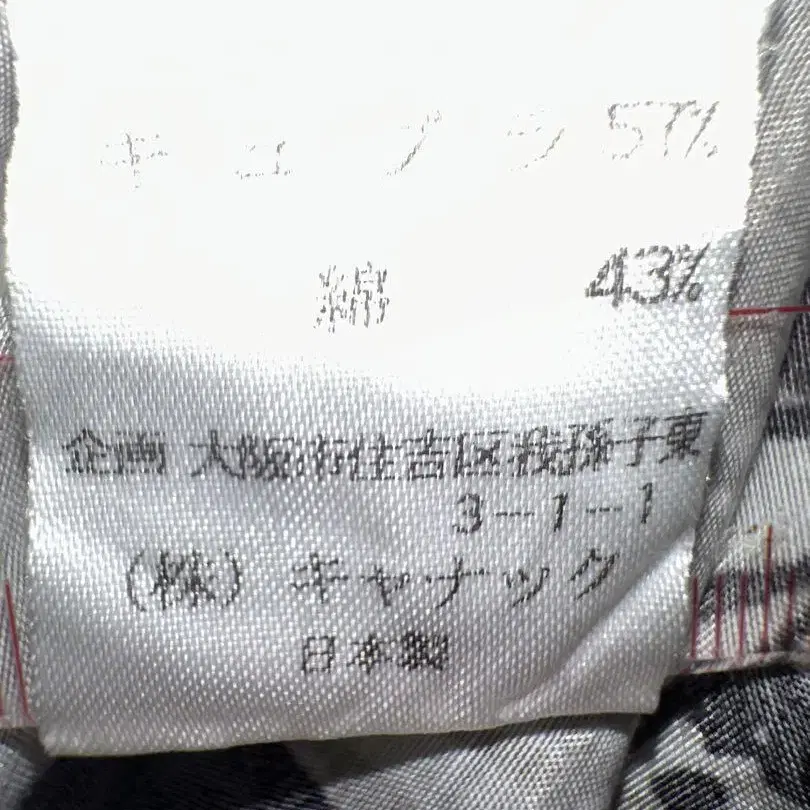 キュプラ 57%
綿 43%
企画 大阪市住吉区我孫子東
3-1-1
(株) キャナック
日本製